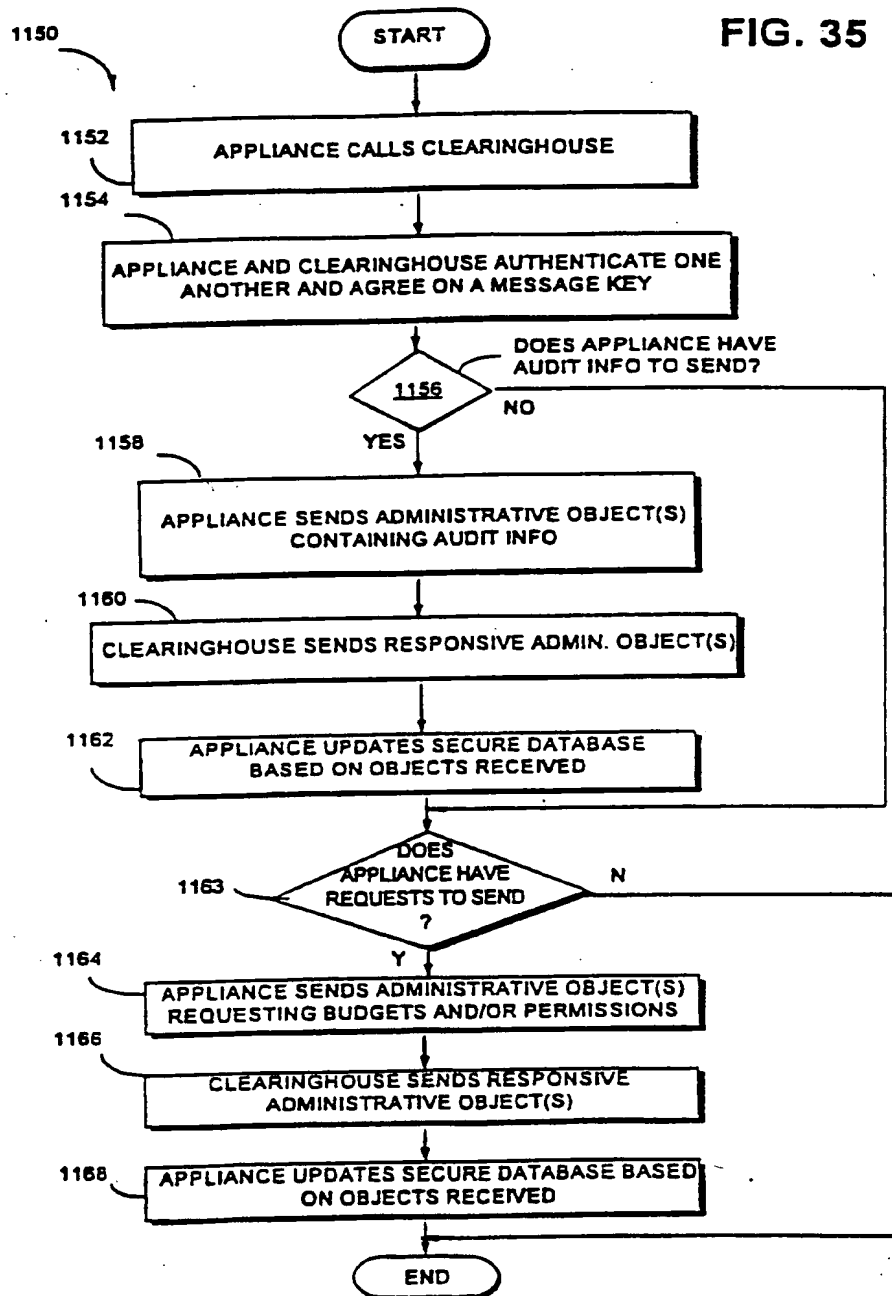 FIG. 35
1150
START
1152
APPLIANCE CALLS CLEARINGHOUSE
1154
APPLIANCE AND CLEARINGHOUSE AUTHENTICATE ONE
ANOTHER AND AGREE ON A MESSAGE KEY
DOES APPLIANCE HAVE
AUDIT INFO TO SEND?
1156
NO
YES
1158
APPLIANCE SENDS ADMINISTRATIVE OBJECT(S)
CONTAINING AUDIT INFO
1160
CLEARINGHOUSE SENDS RESPONSIVE ADMIN. OBJECT(S)
1162
APPLIANCE UPDATES SECURE DATABASE
BASED ON OBJECTS RECEIVED
1163
DOES
APPLIANCE HAVE
REQUESTS TO SEND
?
N
Y
1164
APPLIANCE SENDS ADMINISTRATIVE OBJECT(S)
REQUESTING BUDGETS AND/OR PERMISSIONS
1166
CLEARINGHOUSE SENDS RESPONSIVE
ADMINISTRATIVE OBJECT(S)
1168
APPLIANCE UPDATES SECURE DATABASE BASED
ON OBJECTS RECEIVED
END